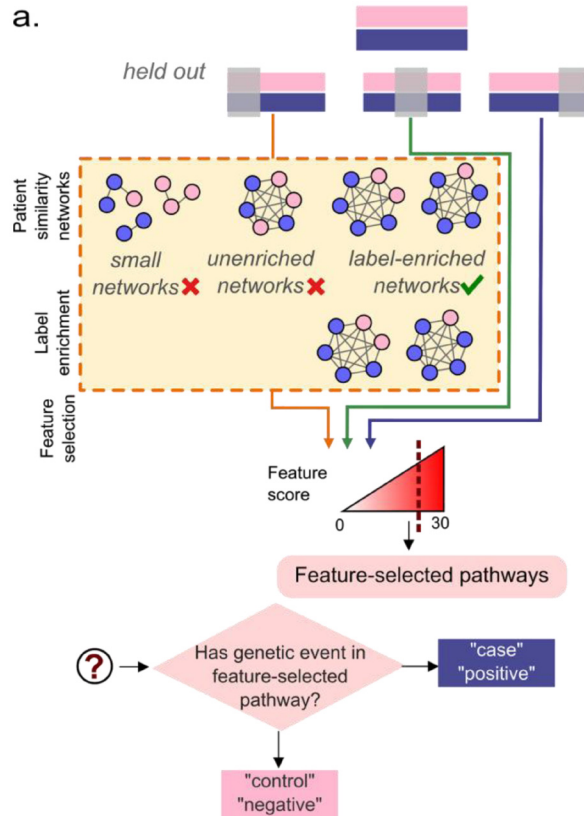 a.
held out
Patient
similarity
networks
small
networks
unenriched
networks
label-enriched
networks
Label
enrichment
Feature
selection
Feature
score
0
30
Feature-selected pathways
?
Has genetic event in
feature-selected
pathway?
"case"
"positive"
"control"
"negative"